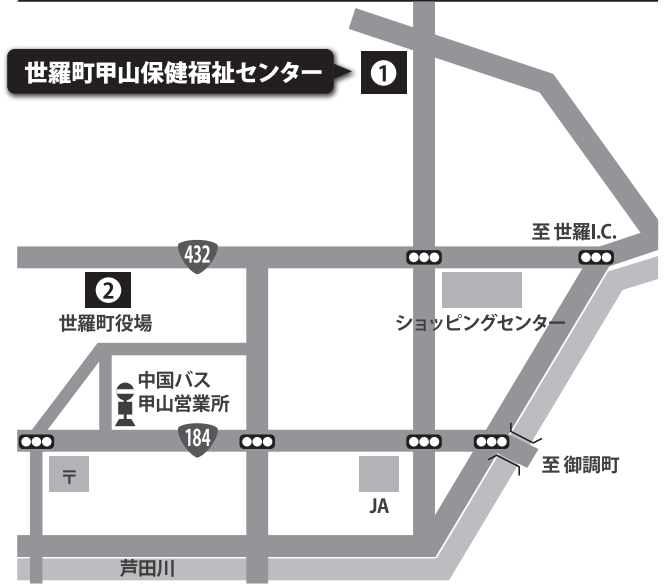 世羅町甲山保健福祉センター
1
至 世羅I.C.
432
2
世羅町役場
ショッピングセンター
中国バス
甲山営業所
184
至 御調町
〒
JA
芦田川